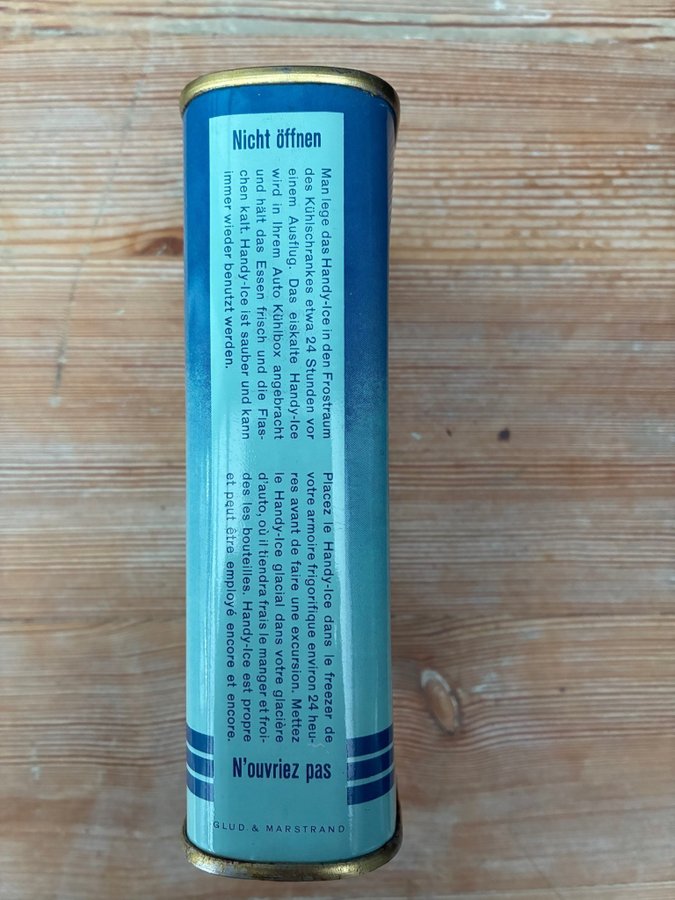 Nicht öffnen
Man lege das Handy-Ice in den Frostraum
des Kühlschrankes etwa 24 Stunden vor
einem Ausflug. Das eiskalte Handy-Ice
wird in Ihrem Auto Kühlbox angebracht
und hält das Essen frisch und die Flas-
chen kalt. Handy-Ice ist sauber und kann
immer wieder benutzt werden.
Placez le Handy-Ice dans le freezer de
votre armoire frigorifique environ 24 heu-
res avant de faire une excursion. Mettez
le Handy-Ice glacial dans votre glacière
d'auto, où il tiendra frais le manger et froi-
des les bouteilles. Handy-Ice est propre
et peut être employé encore et encore.
N'ouvriez pas
GLUD & MARSTRAND